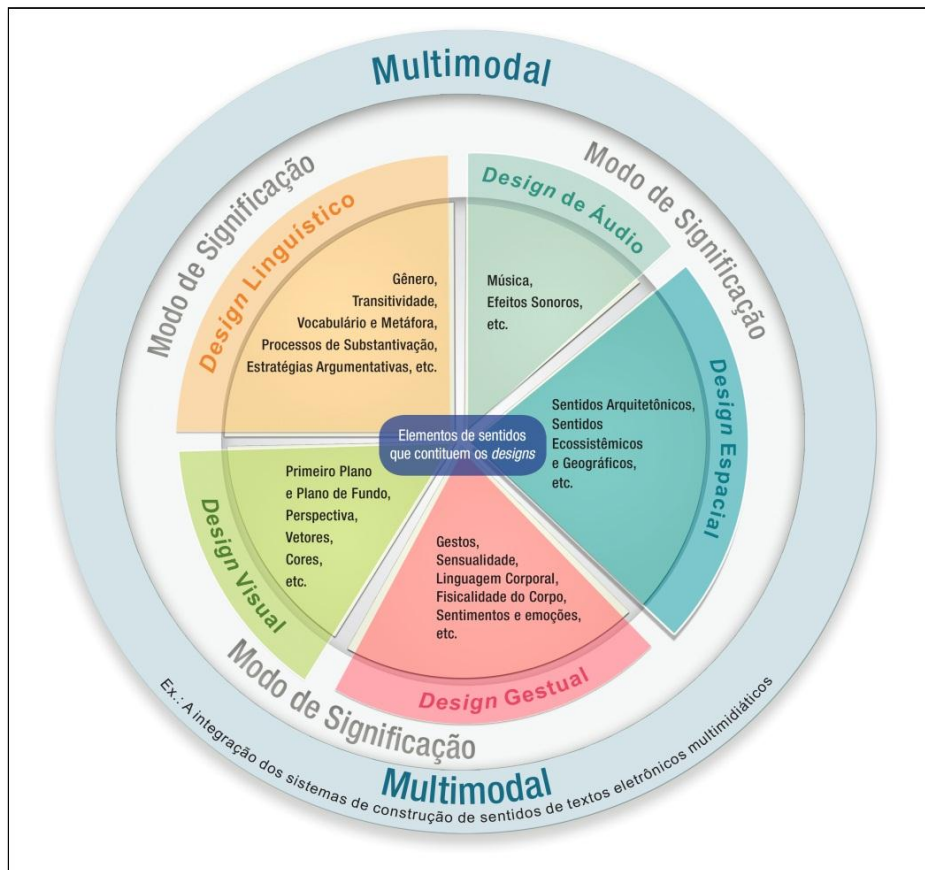 Multimodal
Modo de Significação
Modo de Significação
Design Linguístico
Gênero,
Transitividade,
Vocabulário e Metáfora,
Processos de Substantivação,
Estratégias Argumentativas, etc.
Design de Áudio
Música,
Efeitos Sonoros,
etc.
Design Espacial
Sentidos Arquitetônicos,
Sentidos
Ecossistêmicos
e Geográficos,
etc.
Elementos de sentidos
que contituem os designs
Design Visual
Primeiro Plano
e Plano de Fundo,
Perspectiva,
Vetores,
Cores,
etc.
Design Gestual
Gestos,
Sensualidade,
Linguagem Corporal,
Fisicalidade do Corpo,
Sentimentos e emoções,
etc.
Modo de Significação
Ex.: A integração dos sistemas de construção de sentidos de textos eletrônicos multimidiáticos
Multimodal